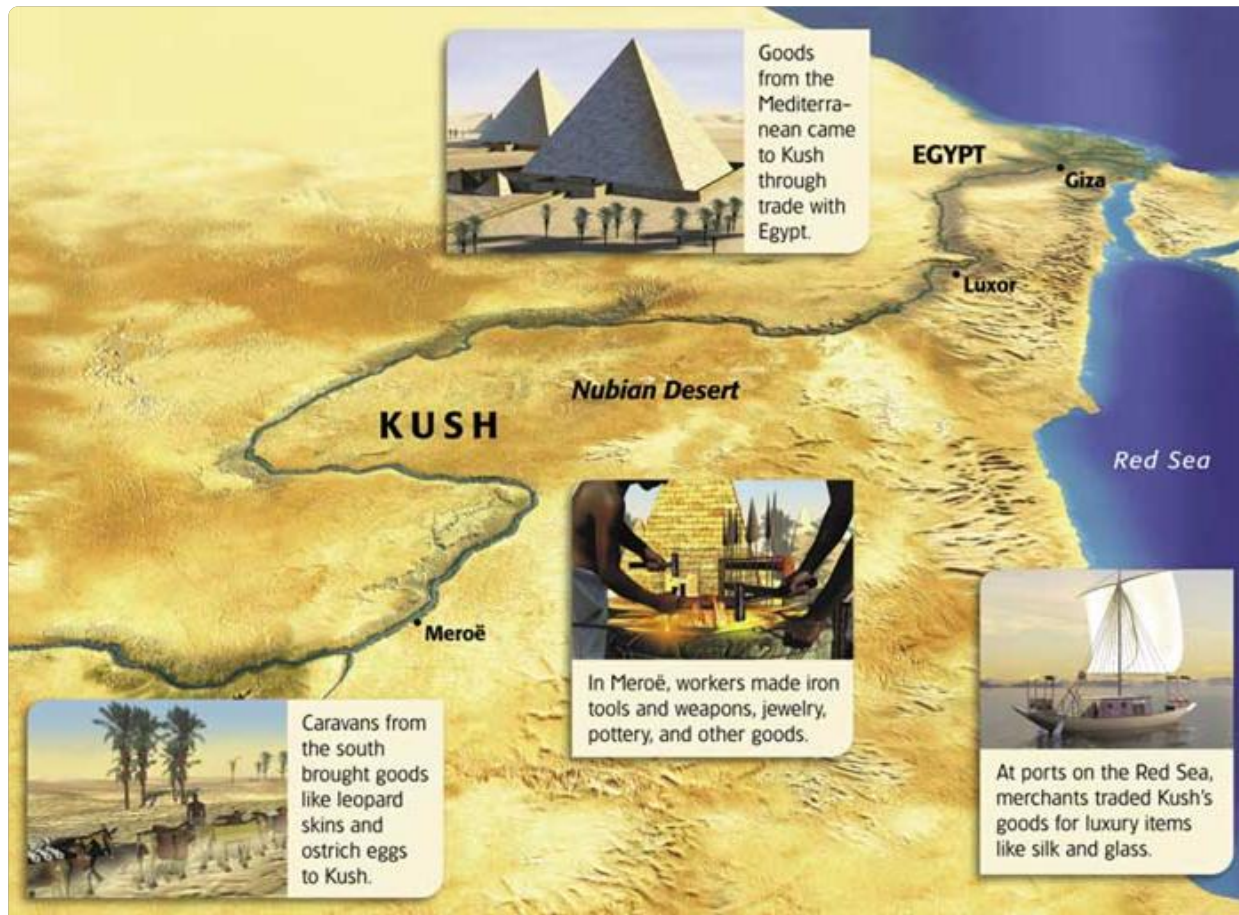 Goods
from the
Mediterra-
nean came
to Kush
through
trade with
Egypt.
EGYPT
Giza
Luxor
Nubian Desert
KUSH
Red Sea
Meroë
In Meroë, workers made iron
tools and weapons, jewelry,
pottery, and other goods.
Caravans from
the south
brought goods
like leopard
skins and
ostrich eggs
to Kush.
At ports on the Red Sea,
merchants traded Kush's
goods for luxury items
like silk and glass.